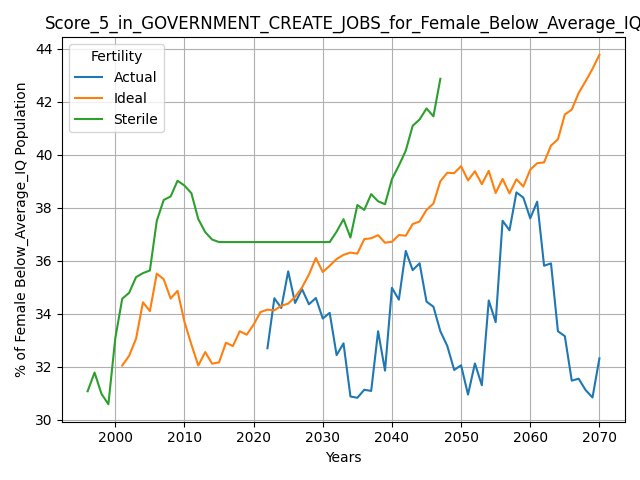 Score_5_in_GOVERNMENT_CREATE_JOBS_for_Female_Below_Average_IQ
Fertility
Actual
Ideal
Sterile
% of Female Below_Average_IQ Population
44
42
40
38
36
34
32
30
2000
2010
2020
2030
2040
2050
2060
2070
Years